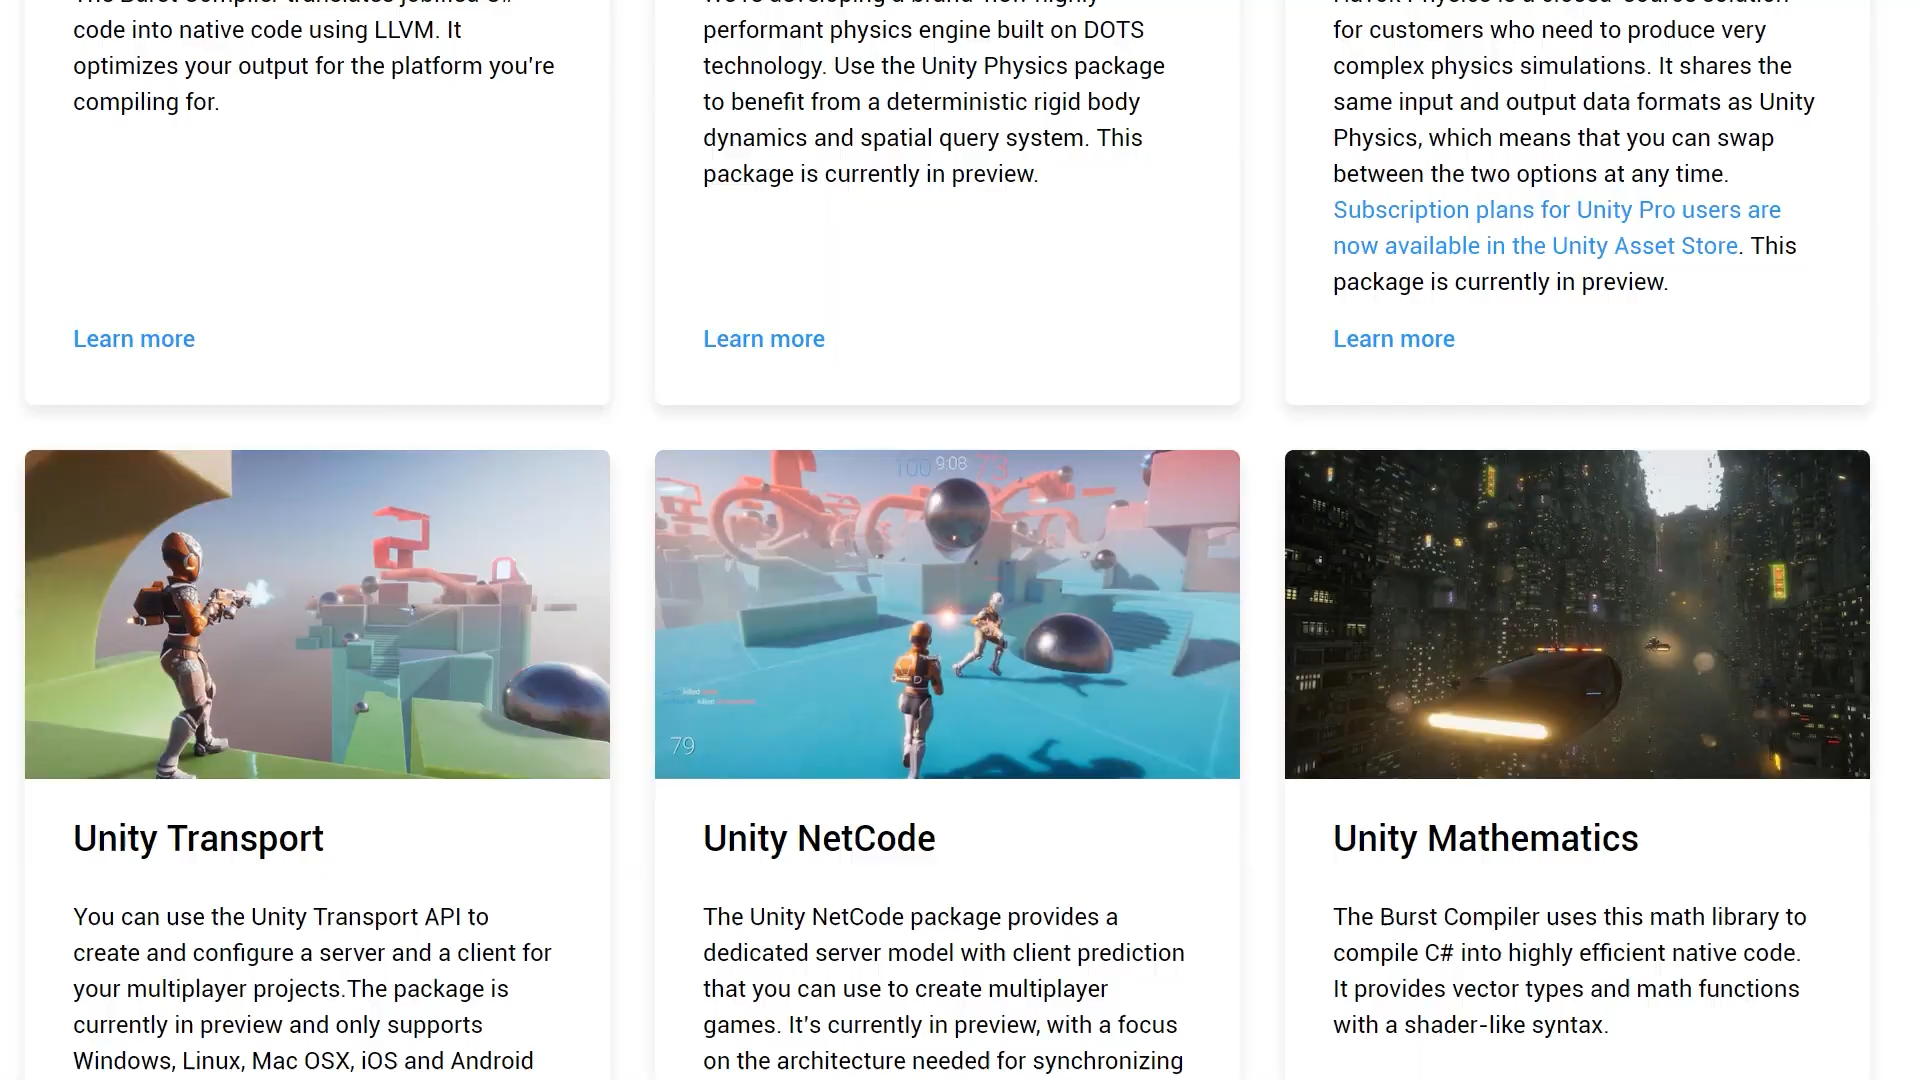 code into native code using LLVM. It
optimizes your output for the platform you're
compiling for.
Learn more
performant physics engine built on DOTS
technology. Use the Unity Physics package
to benefit from a deterministic rigid body
dynamics and spatial query system. This
package is currently in preview.
Learn more
for customers who need to produce very
complex physics simulations. It shares the
same input and output data formats as Unity
Physics, which means that you can swap
between the two options at any time.
Subscription plans for Unity Pro users are
now available in the Unity Asset Store. This
package is currently in preview.
Learn more
Unity Transport
You can use the Unity Transport API to
create and configure a server and a client for
your multiplayer projects.The package is
currently in preview and only supports
Windows, Linux, Mac OSX, iOS and Android
100 9:08 73
killed
killed
79
Unity NetCode
The Unity NetCode package provides a
dedicated server model with client prediction
that you can use to create multiplayer
games. It's currently in preview, with a focus
on the architecture needed for synchronizing
Unity Mathematics
The Burst Compiler uses this math library to
compile C# into highly efficient native code.
It provides vector types and math functions
with a shader-like syntax.